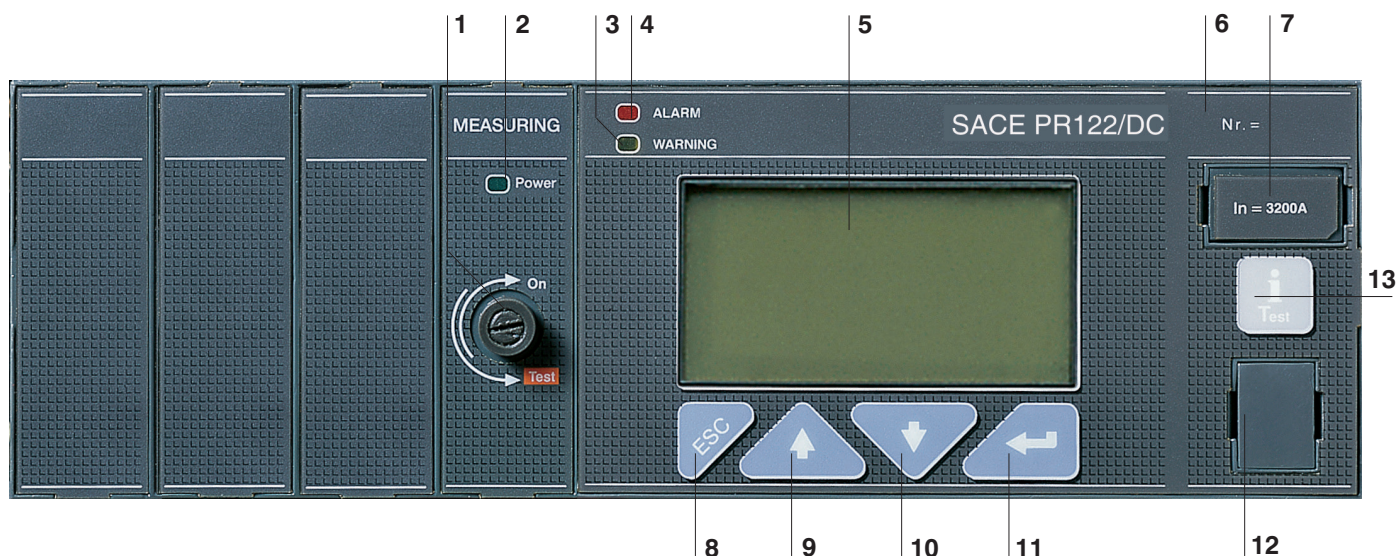 1 2 3 4 5 6 7
ALARM
MEASURING
SACE PR122/DC
Nr. =
WARNING
Power
In = 3200A
On
13
i
Test
Test
ESC
8 9 10 11 12